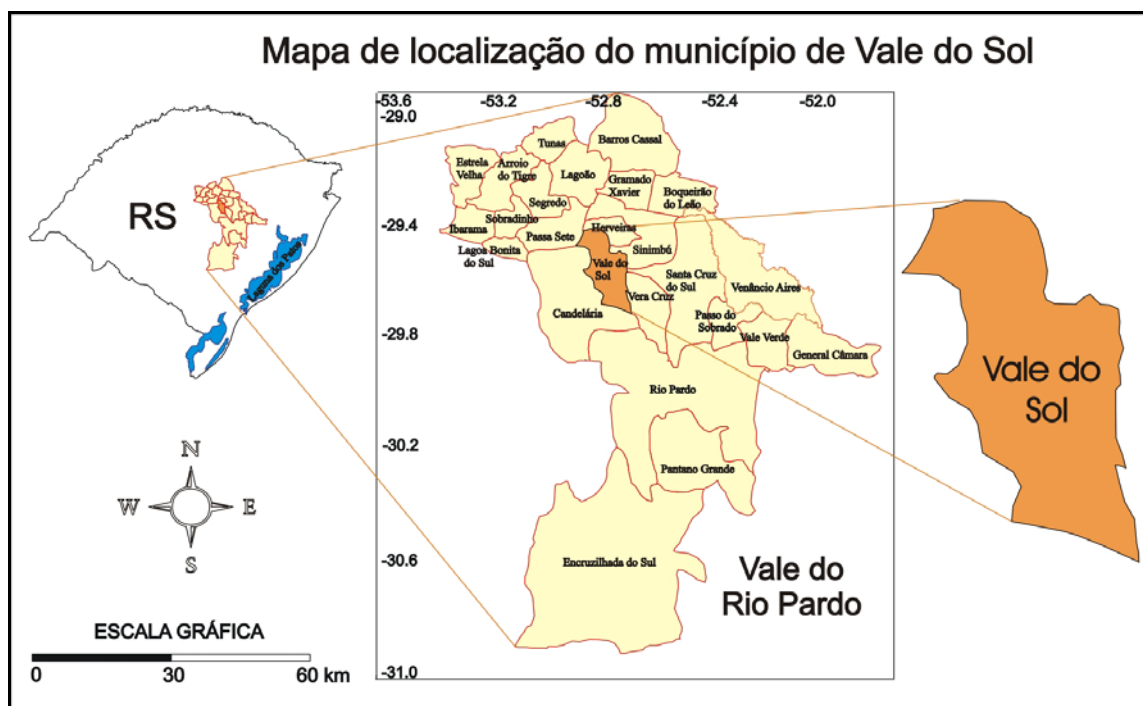 Mapa de localização do município de Vale do Sol
-53.6
-53.2
-52.8
-52.4
-52.0
-29.0
-29.4
-29.8
-30.2
-30.6
-31.0
RS
Laguna dos Patos
Tunas
Barros Cassal
Estrela
Velha
Arroio
do Tigre
Lagoão
Gramado
Xavier
Boqueirão
do Leão
Segredo
Ibarama
Sobradinho
Passa Sete
Herveiras
Sinimbú
Lagoa Bonita
do Sul
Vale do
Sol
Santa Cruz
do Sul
Venâncio Aires
Vera Cruz
Candelária
Passo do
Sobrado
Vale Verde
General Câmara
Rio Pardo
Pantano Grande
Encruzilhada do Sul
Vale do
Rio Pardo
Vale do
Sol
N
W
E
S
ESCALA GRÁFICA
0 30 60 km